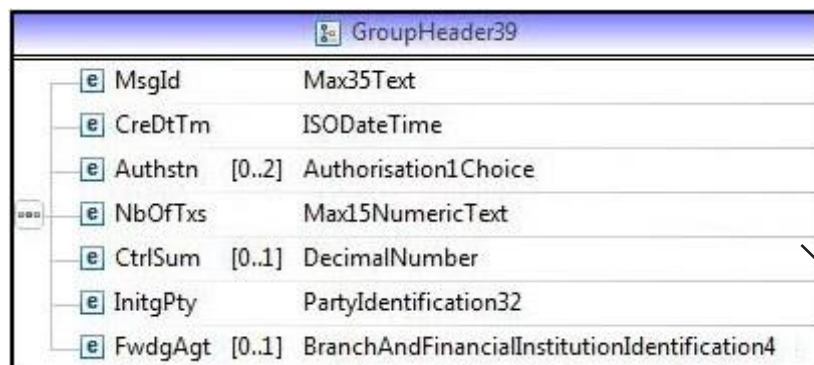 GroupHeader39
e MsgId Max35Text
e CreDtTm ISODateTime
e Authstn [0..2] Authorisation1Choice
e NbOfTxs Max15NumericText
e CtrlSum [0..1] DecimalNumber
e InitgPty PartyIdentification32
e FwdgAgt [0..1] BranchAndFinancialInstitutionIdentification4